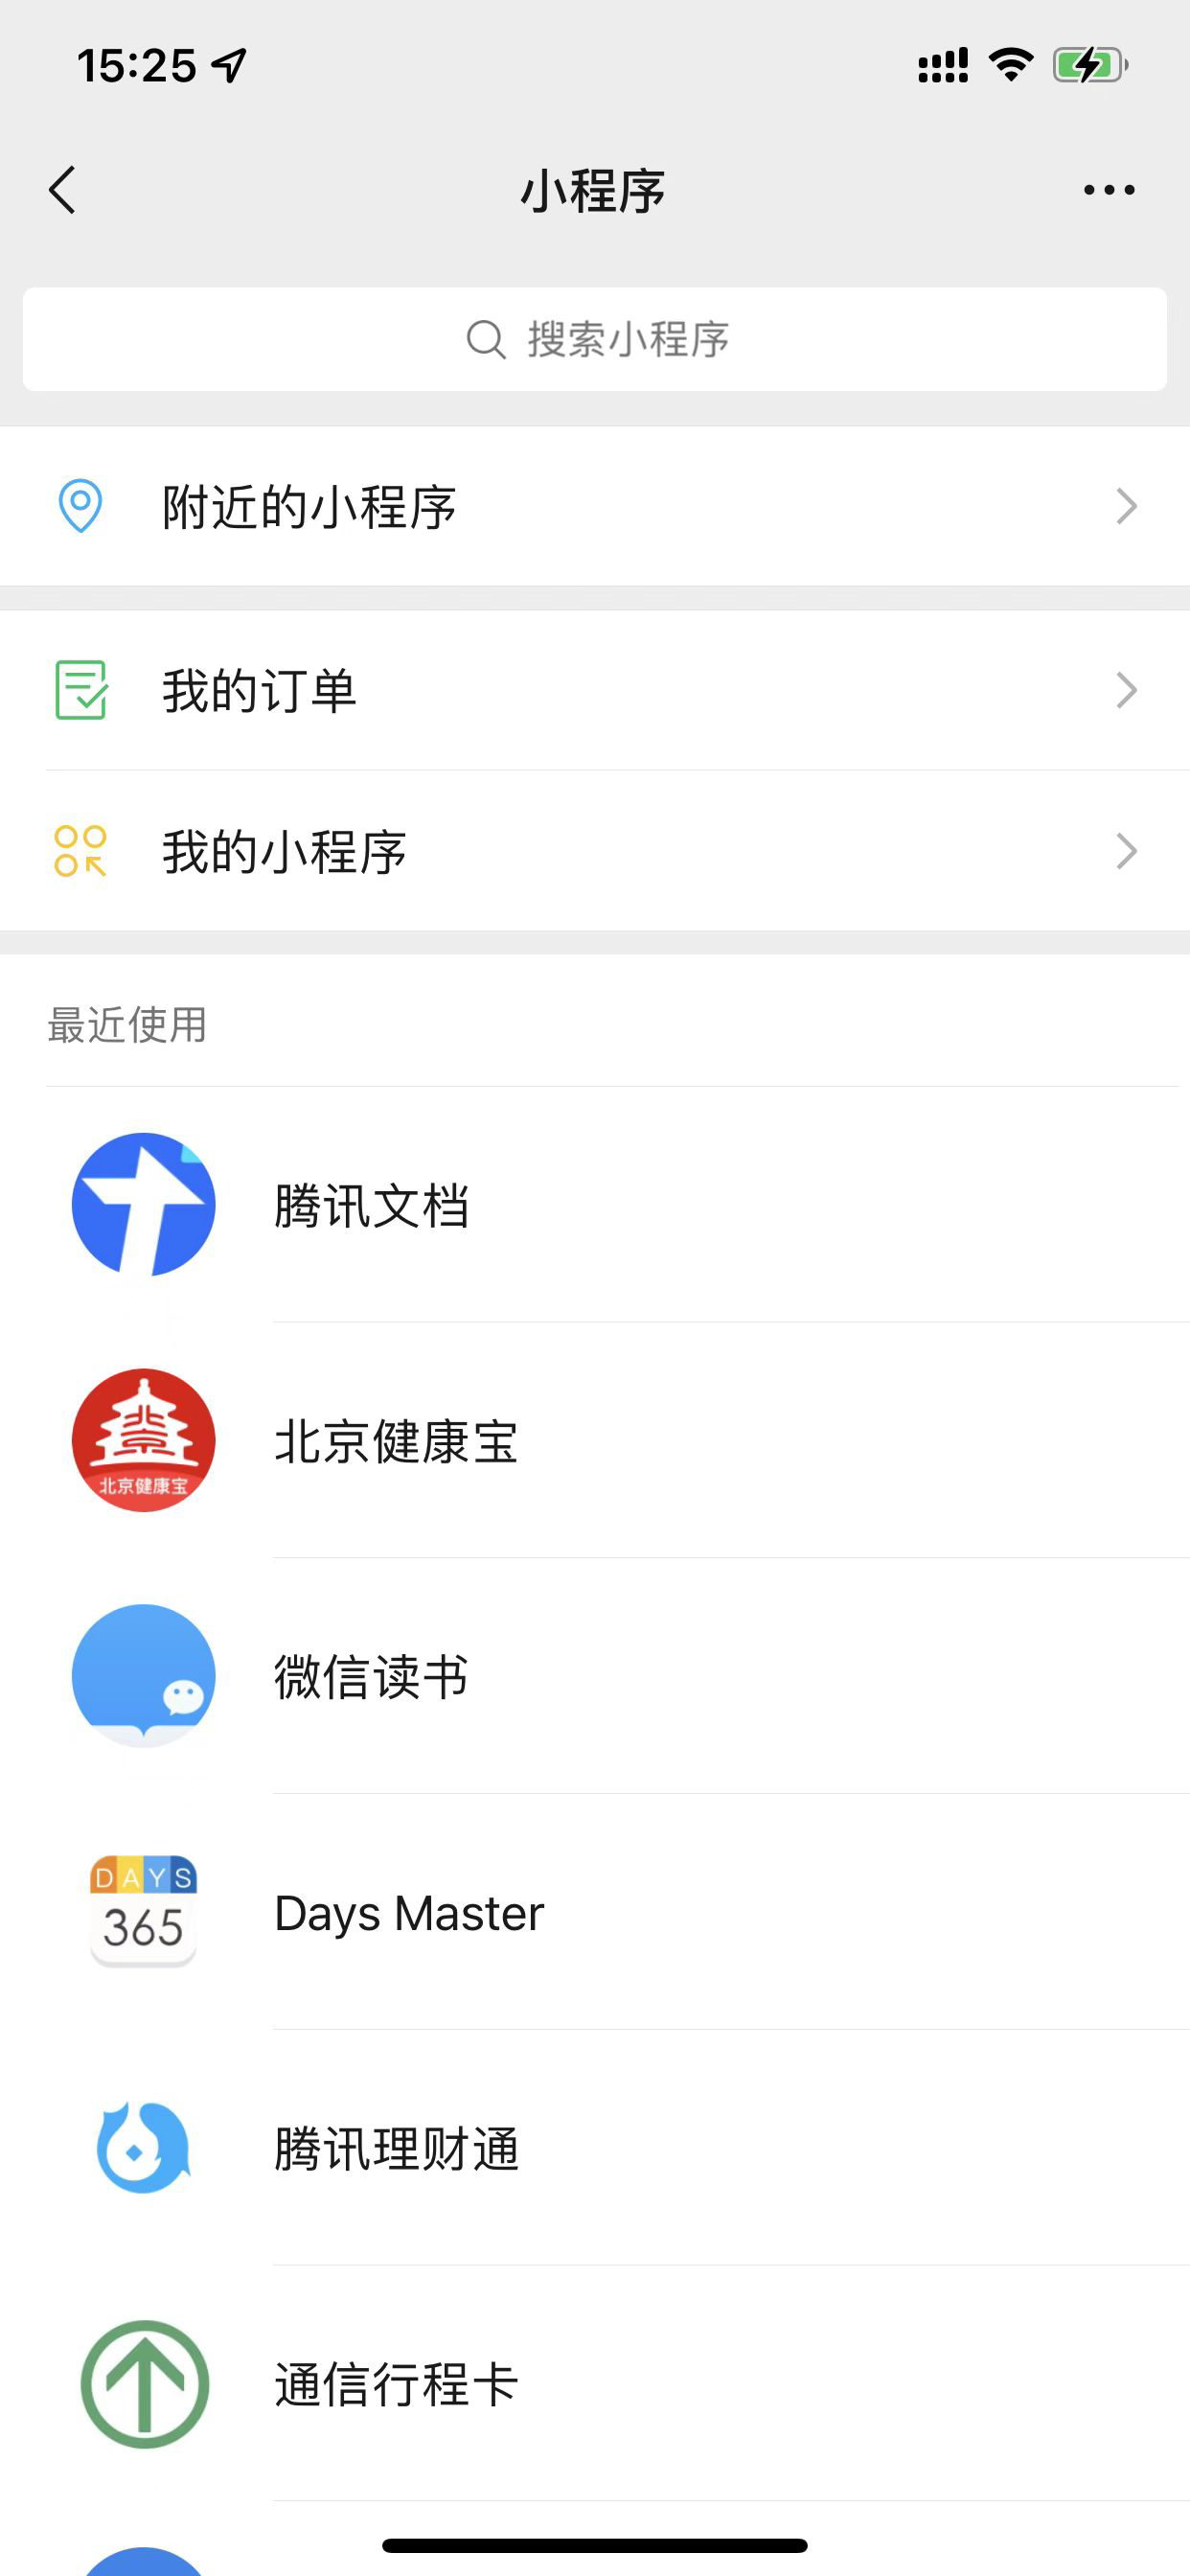 15:25
小程序
搜索小程序
附近的小程序
我的订单
我的小程序
最近使用
腾讯文档
北京健康宝
北京健康宝
微信读书
DAYS
365
Days Master
腾讯理财通
通信行程卡